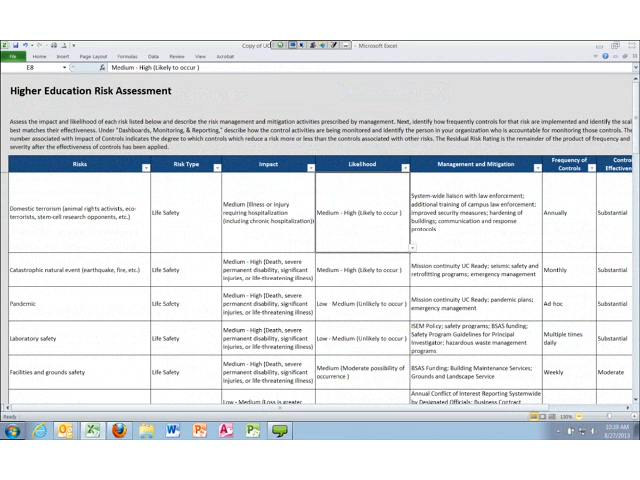 Copy of UC
- Microsoft Excel
File Home Insert Page Layout Formulas Data Review View Acrobat
E8 fx Medium - High (Likely to occur )
Higher Education Risk Assessment
Assess the impact and likelihood of each risk listed below and describe the risk management and mitigation activities prescribed by management. Next, identify how frequently controls for that risk are implemented and identify the scal
best matches their effectiveness. Under "Dashboards, Monitoring, & Reporting," describe how the control activities are being monitored and identify the person in your organization who is accountable for monitoring those controls. The
number associated with Impact of Controls indicates the degree to which controls which reduce a risk more or less than the controls associated with other risks. The Residual Risk Rating is the remainder of the product of frequency and
severity after the effectiveness of controls has been applied.
Risks Risk Type Impact Likelihood Management and Mitigation Frequency of Controls Contro Effectiven
Domestic terrorism (animal rights activists, eco-
terrorists, stem-cell research opponents, etc.)
Life Safety
Medium (Illness or injury
requiring hospitalization
(including chronic hospitalization))
Medium - High (Likely to occur )
System-wide liaison with law enforcement;
additional training of campus law enforcement;
improved security measures; hardening of
buildings; communication and response
protocols
Annually
Substantial
Catastrophic natural event (earthquake, fire, etc.)
Life Safety
Medium - High (Death, severe
permanent disability, significant
injuries, or life-threatening illness)
Medium - High (Likely to occur )
Mission continuity UC Ready; seismic safety and
retrofitting programs; emergency management
Monthly
Substantial
Pandemic
Life Safety
Medium - High (Death, severe
permanent disability, significant
injuries, or life-threatening illness)
Low - Medium (Unlikely to occur )
Mission continuity UC Ready; pandemic plans;
emergency management
Ad hoc
Substantial
Laboratory safety
Life Safety
Medium - High (Death, severe
permanent disability, significant
injuries, or life-threatening illness)
Low - Medium (Unlikely to occur )
ISEM Policy; safety programs; BSAS funding;
Safety Program Guidelines for Principal
Investigator; hazardous waste management
programs
Multiple times
daily
Substantial
Facilities and grounds safety
Life Safety
Medium - High (Death, severe
permanent disability, significant
injuries, or life-threatening illness)
Medium (Moderate possibility of
occurrence )
BSAS Funding; Building Maintenance Services;
Grounds and Landscape Service
Weekly
Moderate
Low - Medium (Loss is greater
Annual Conflict of Interest Reporting Systemwide
by Designated Officials; Business Contract
Ready
130%
10:39 AM
8/27/2013